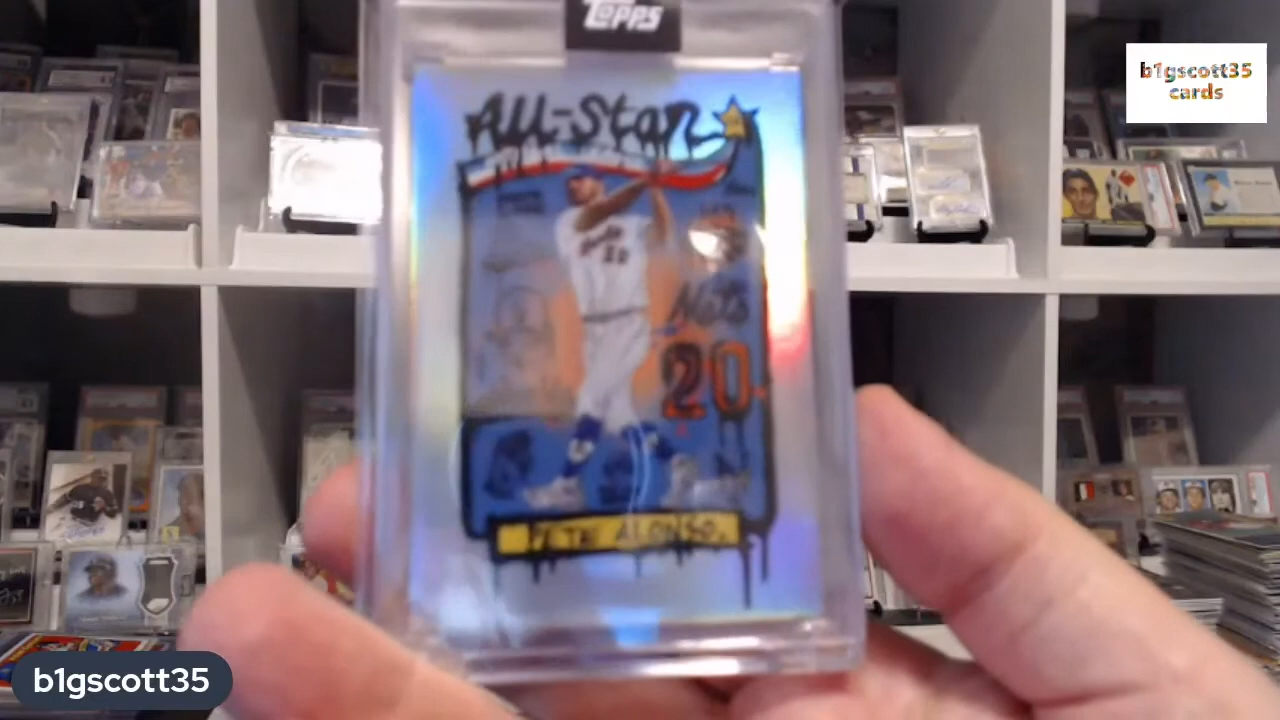 TOPPS
b1gscott35
cards
All-Star
Mets
20
PETE ALONSO.
b1gscott35